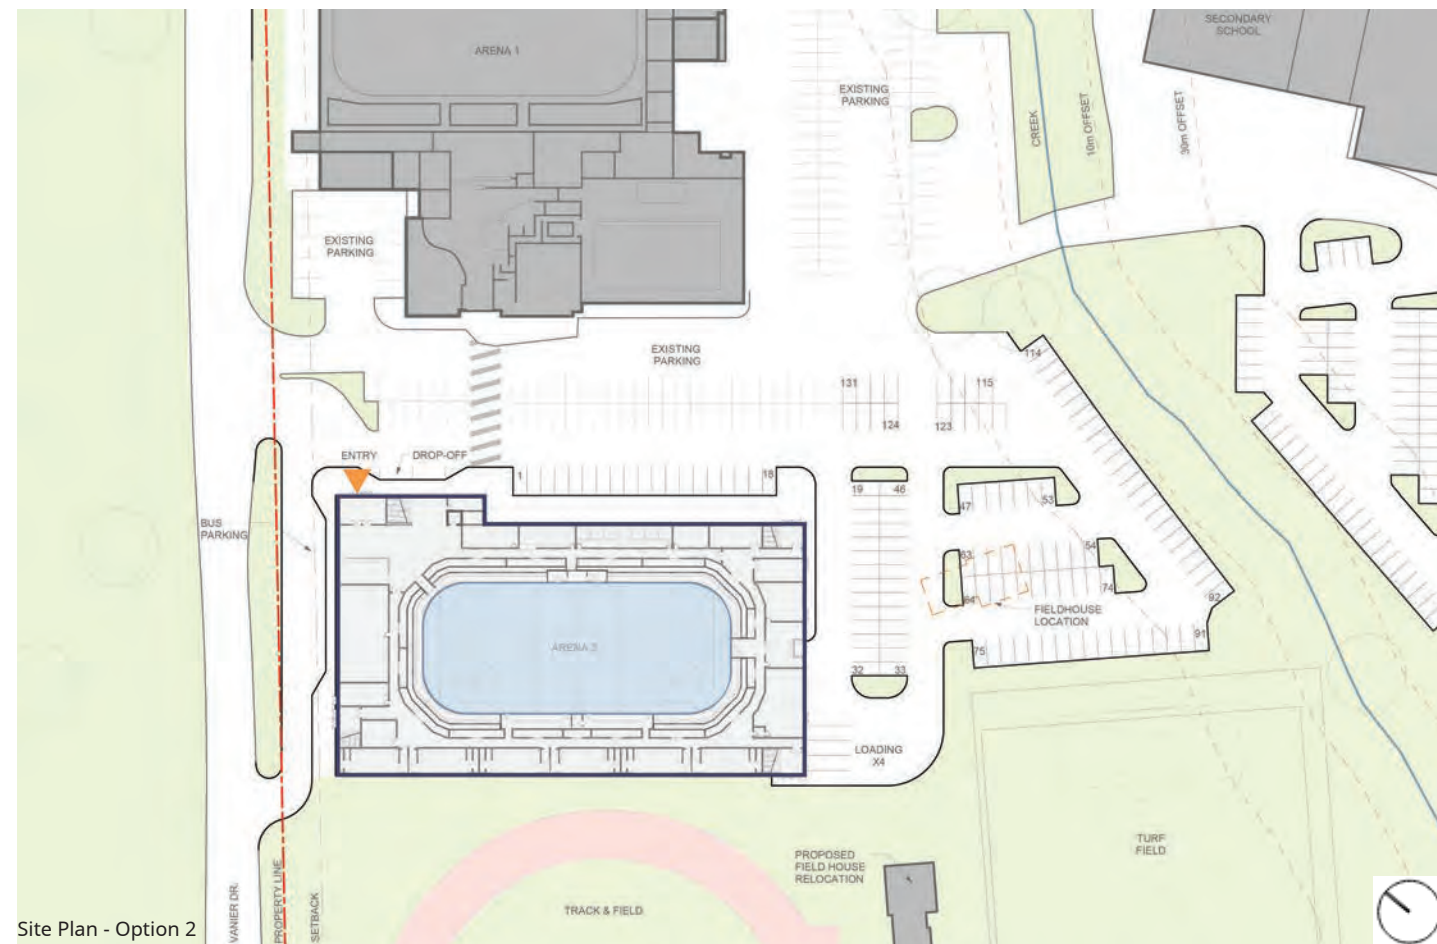 SECONDARY
SCHOOL
ARENA 1
EXISTING
PARKING
CREEK
10m OFFSET
30m OFFSET
EXISTING
PARKING
EXISTING
PARKING
114
131
115
124
123
ENTRY
DROP-OFF
1
18
19
46
47
53
BUS
PARKING
54
63
74
64
92
FIELDHOUSE
LOCATION
91
75
ARENA 3
32
33
LOADING
X4
TURF
FIELD
PROPOSED
FIELD HOUSE
RELOCATION
TRACK & FIELD
VANIER DR.
PROPERTY LINE
SETBACK
Site Plan - Option 2